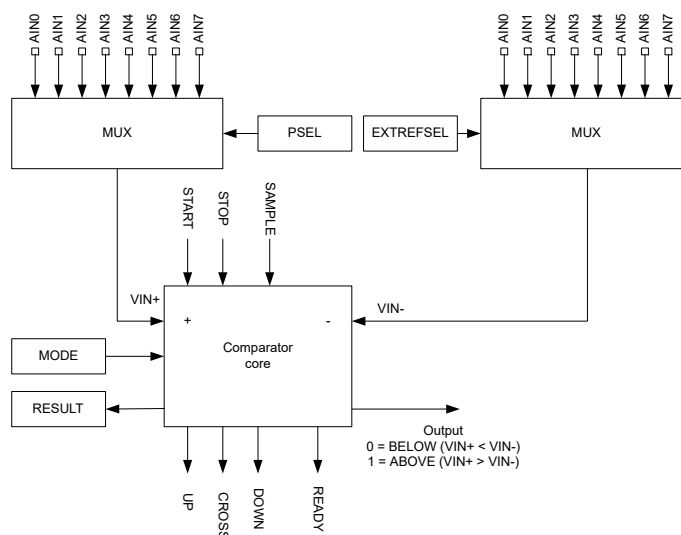 AIN0
AIN1
AIN2
AIN3
AIN4
AIN5
AIN6
AIN7
AIN0
AIN1
AIN2
AIN3
AIN4
AIN5
AIN6
AIN7
MUX
PSEL
EXTREFSEL
MUX
START
STOP
SAMPLE
VIN+
VIN-
+
-
Comparator
core
MODE
RESULT
Output
0 = BELOW (VIN+ < VIN-)
1 = ABOVE (VIN+ > VIN-)
UP
CROSS
DOWN
READY